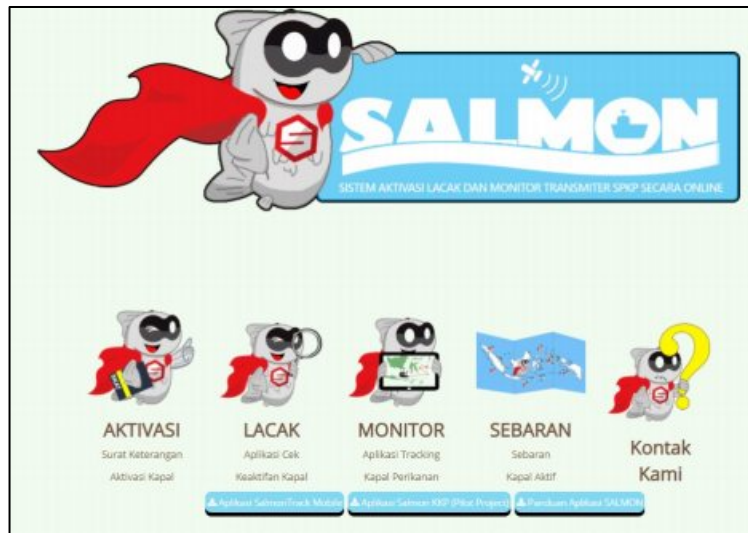 SALMON
SISTEM AKTIVASI LACAK DAN MONITOR TRANSMITER SPKP SECARA ONLINE
AKTIVASI
Surat Keterangan
Aktivasi Kapal
LACAK
Aplikasi Cek
Keaktifan Kapal
MONITOR
Aplikasi Tracking
Kapal Perikanan
SEBARAN
Sebaran
Kapal Aktif
Kontak
Kami
Aplikasi SalmonTrack Mobile
Aplikasi Salmon KKP (Pilot Project)
Panduan Aplikasi SALMON